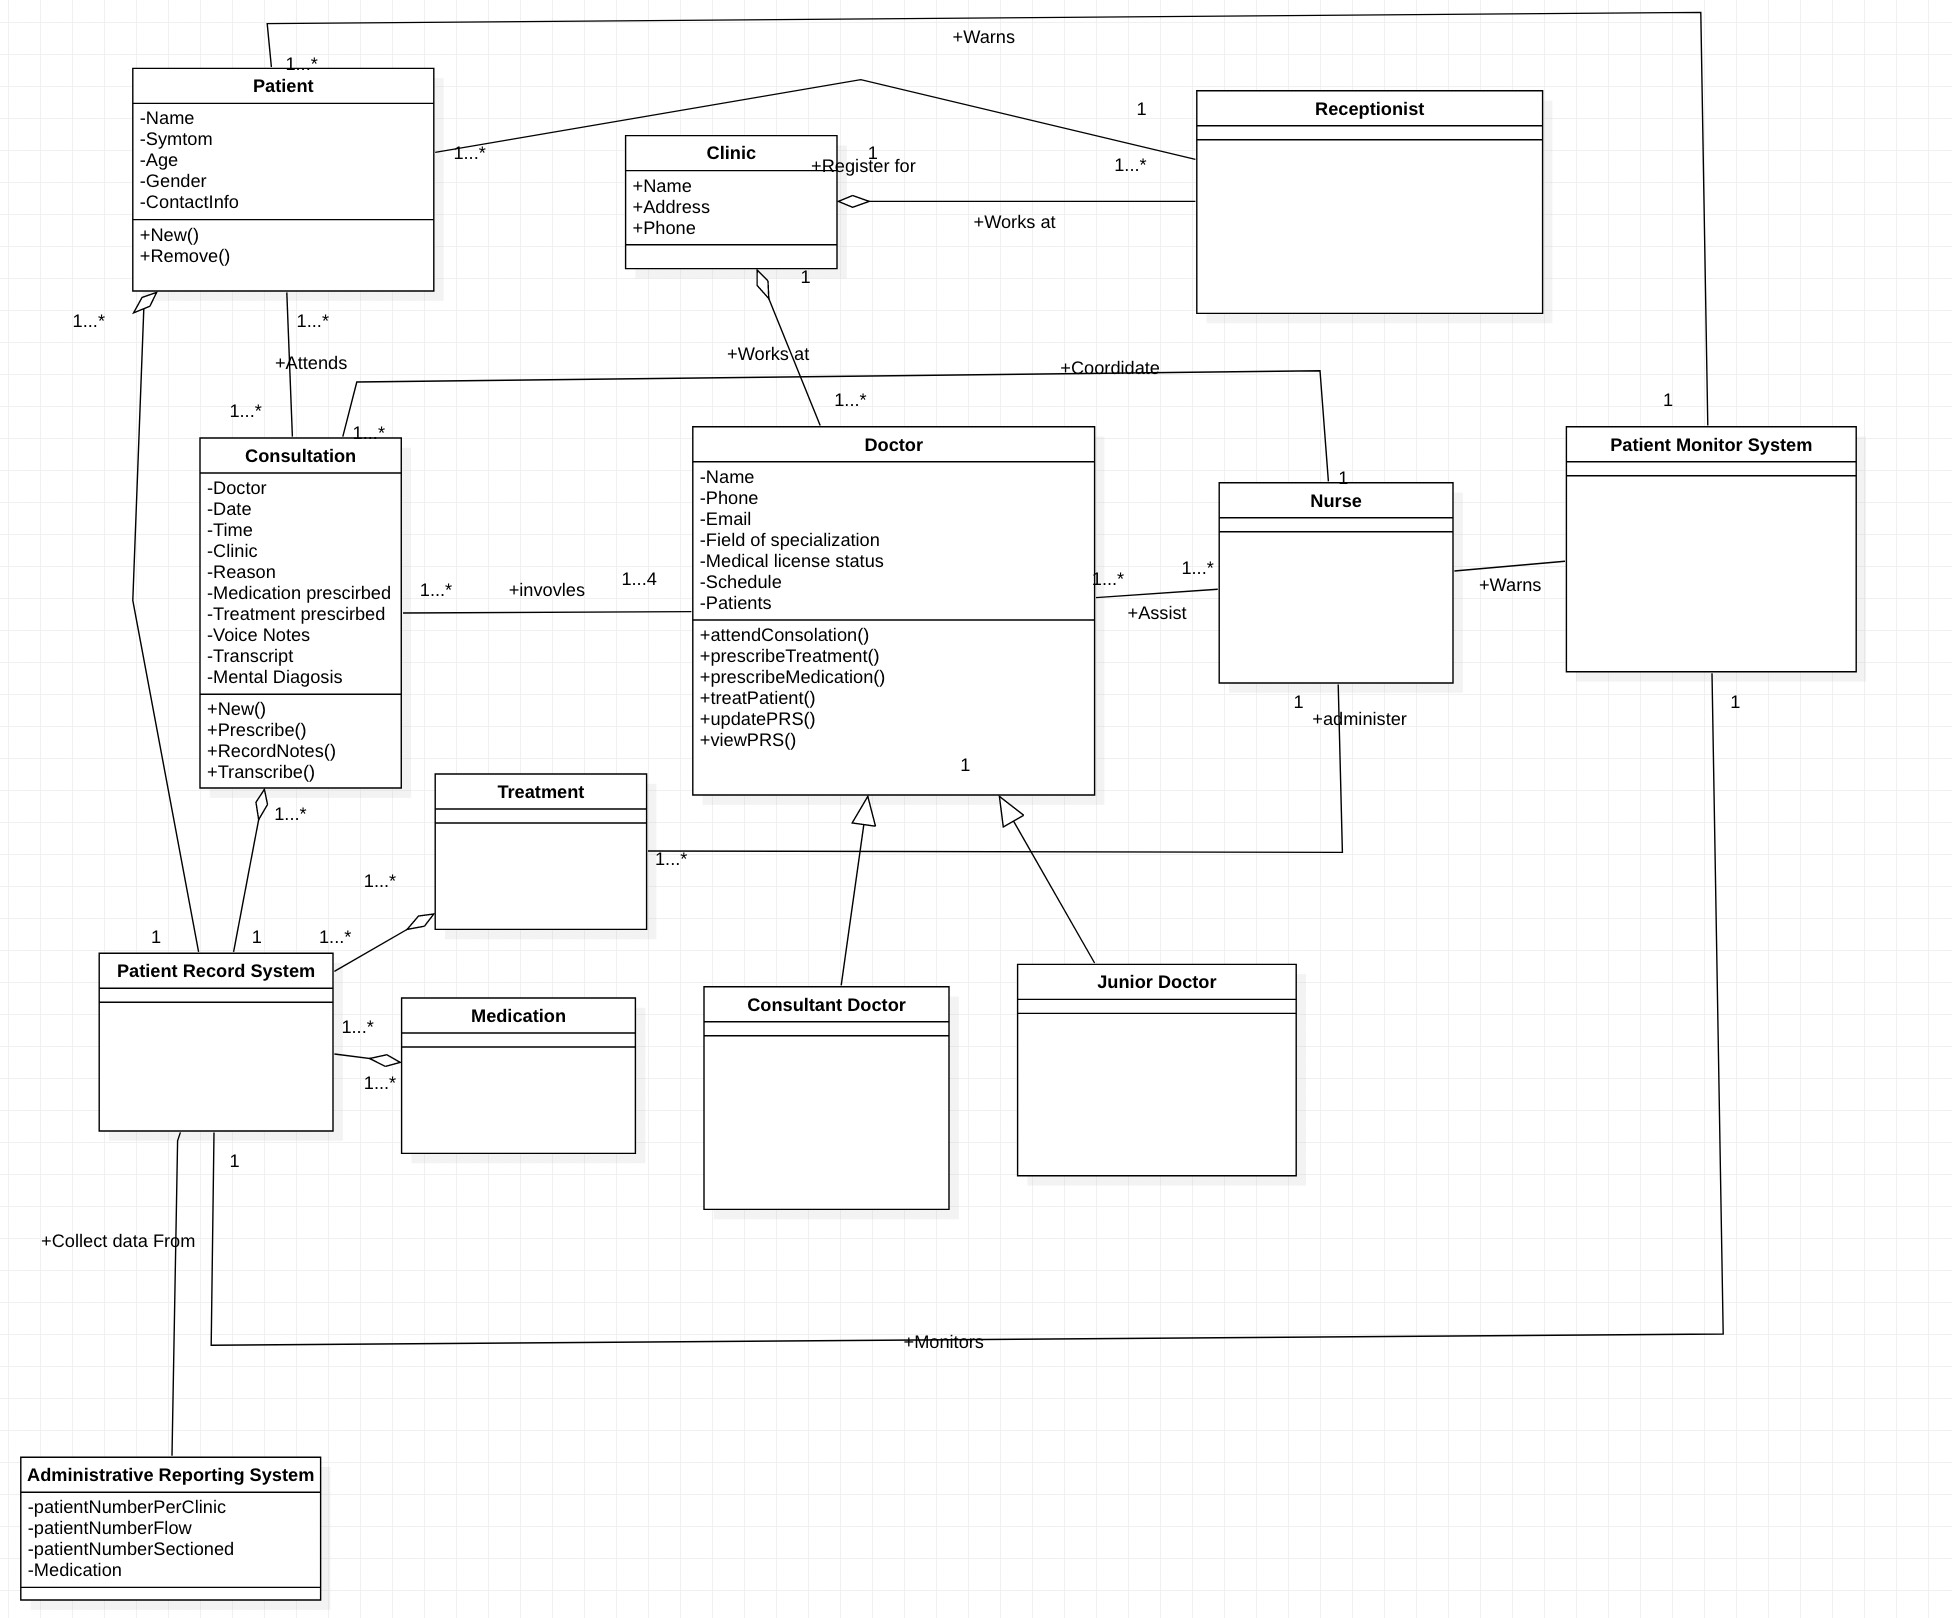 +Warns
1...*
Patient
-Name
-Symtom
-Age
-Gender
-ContactInfo
+New()
+Remove()
1...*
1
Receptionist
Clinic
+Name
+Address
+Phone
1
+Register for
1...*
+Works at
1
1...*
1...*
+Attends
+Works at
+Coordidate
1...*
1...*
1...*
1
Consultation
-Doctor
-Date
-Time
-Clinic
-Reason
-Medication prescirbed
-Treatment prescirbed
-Voice Notes
-Transcript
-Mental Diagosis
+New()
+Prescribe()
+RecordNotes()
+Transcribe()
1...*
+invovles
1...4
Doctor
-Name
-Phone
-Email
-Field of specialization
-Medical license status
-Schedule
-Patients
+attendConsolation()
+prescribeTreatment()
+prescribeMedication()
+treatPatient()
+updatePRS()
+viewPRS()
1
1...*
1...*
+Assist
1
Nurse
+Warns
Patient Monitor System
1
+administer
1
Treatment
1...*
1...*
1...*
1
1
1...*
Patient Record System
1...*
1...*
Medication
Consultant Doctor
Junior Doctor
1
+Collect data From
+Monitors
Administrative Reporting System
-patientNumberPerClinic
-patientNumberFlow
-patientNumberSectioned
-Medication